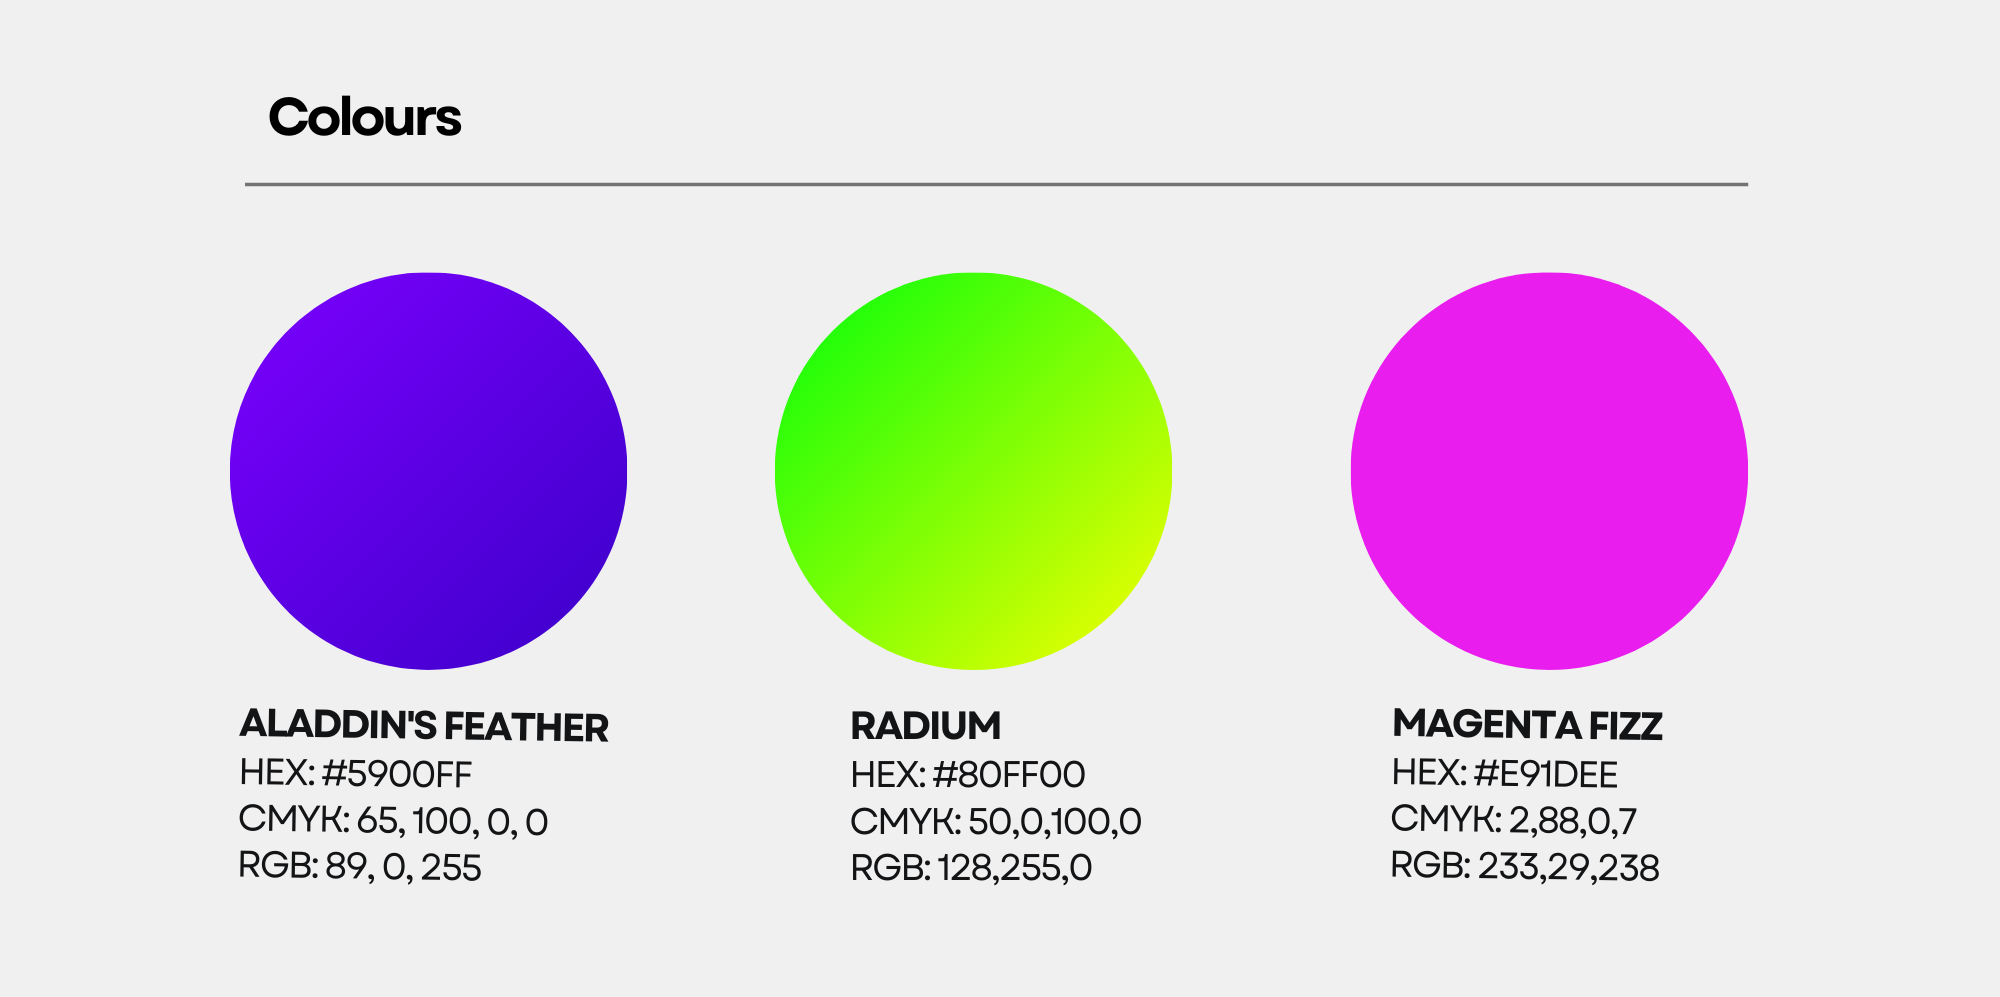 Colours
ALADDIN'S FEATHER
HEX: #5900FF
CMYK: 65, 100, 0, 0
RGB: 89, 0, 255
RADIUM
HEX: #80FF00
CMYK: 50,0,100,0
RGB: 128,255,0
MAGENTA FIZZ
HEX: #E91DEE
CMYK: 2,88,0,7
RGB: 233,29,238